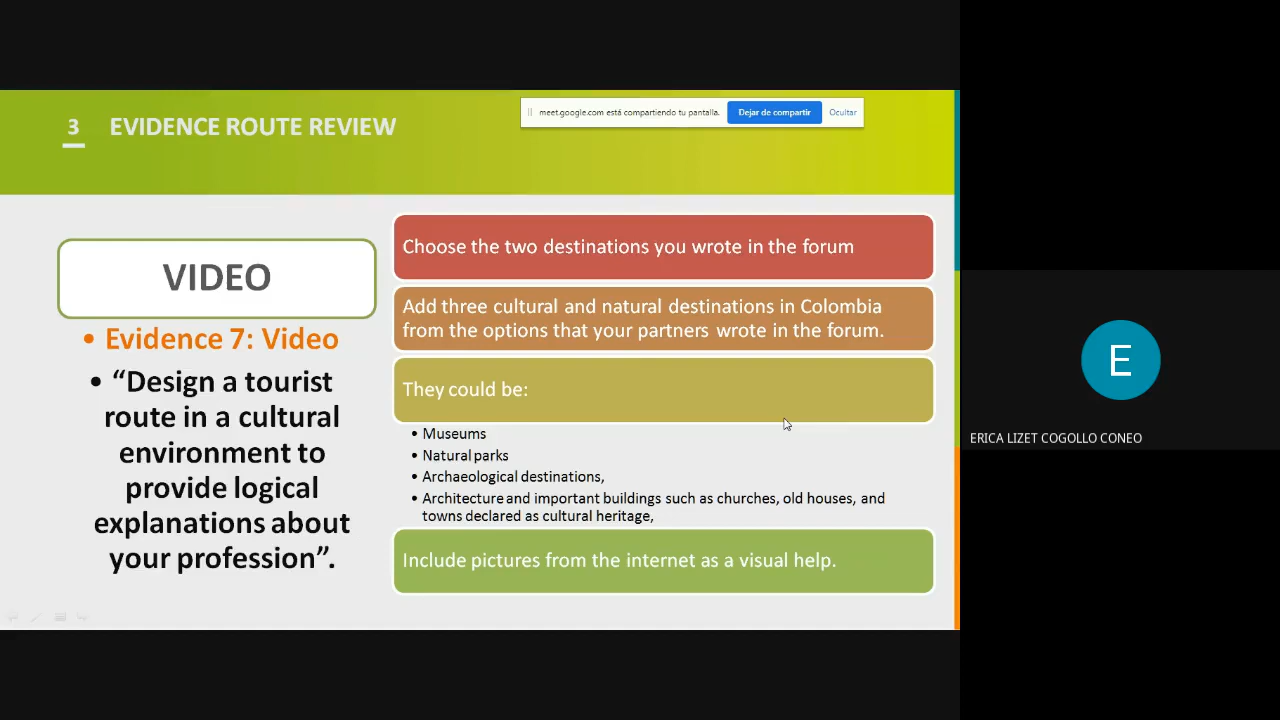 3 EVIDENCE ROUTE REVIEW
meet.google.com está compartiendo tu pantalla.
Dejar de compartir
Ocultar
VIDEO
• Evidence 7: Video
• “Design a tourist
route in a cultural
environment to
provide logical
explanations about
your profession”.
Choose the two destinations you wrote in the forum
Add three cultural and natural destinations in Colombia
from the options that your partners wrote in the forum.
They could be:
• Museums
• Natural parks
• Archaeological destinations,
• Architecture and important buildings such as churches, old houses, and
towns declared as cultural heritage,
Include pictures from the internet as a visual help.
E
ERICA LIZET COGOLLO CONEO